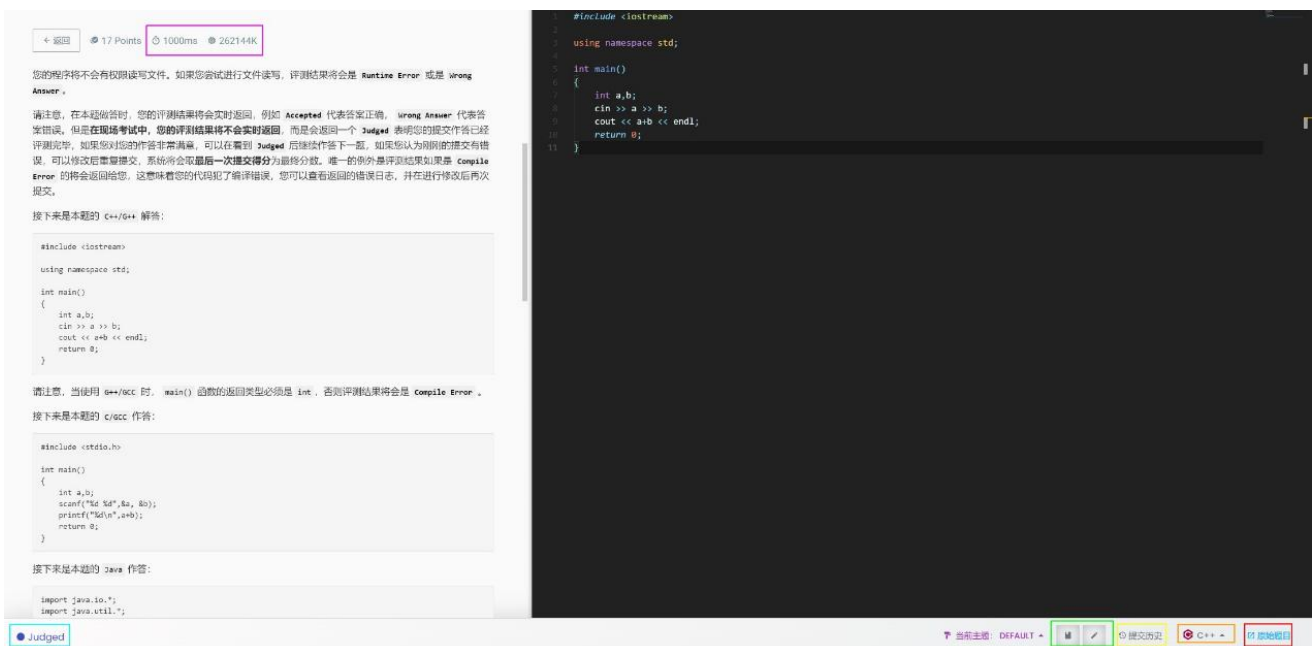 ← 返回 17 Points 1000ms 262144K
您的程序将不会有权限读写文件。如果您尝试进行文件读写，评测结果将会是 Runtime Error 或是 Wrong
Answer 。
请注意，在本题做答时，您的评测结果将会实时返回，例如 Accepted 代表答案正确， Wrong Answer 代表答
案错误。但是在现场考试中，您的评测结果将不会实时返回，而是会返回一个 Judged 表明您的提交作答已经
评测完毕，如果您对您的作答非常满意，可以在看到 Judged 后继续作答下一题，如果您认为刚刚的提交有错
误，可以修改后重复提交，系统将会取最后一次提交得分为最终分数。唯一的例外是评测结果如果是 Compile
Error 的将会返回给您，这意味着您的代码犯了编译错误，您可以查看返回的错误日志，并在进行修改后再次
提交。
接下来是本题的 C++/G++ 解答：
#include <iostream>
using namespace std;
int main()
{
int a,b;
cin >> a >> b;
cout << a+b << endl;
return 0;
}
请注意，当使用 G++/GCC 时， main() 函数的返回类型必须是 int ，否则评测结果将会是 Compile Error 。
接下来是本题的 C/GCC 作答：
#include <stdio.h>
int main()
{
int a,b;
scanf("%d %d",&a, &b);
printf("%d\n",a+b);
return 0;
}
接下来是本题的 Java 作答：
import java.io.*;
import java.util.*;
1 #include <iostream>
2
3 using namespace std;
4
5 int main()
6 {
7 int a,b;
8 cin >> a >> b;
9 cout << a+b << endl;
10 return 0;
11 }
Judged 当前主题： DEFAULT 提交历史 C++ 原始题目